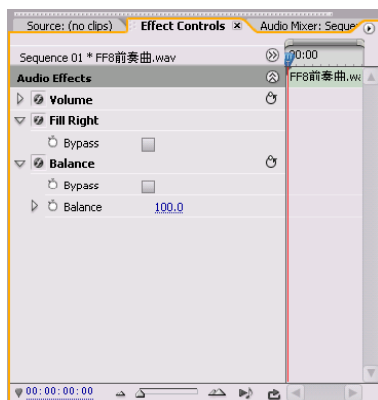 Source: (no clips) Effect Controls Audio Mixer: Seque
Sequence 01 * FF8前奏曲.wav 00:00
Audio Effects FF8前奏曲.wa
Volume
Fill Right
Bypass
Balance
Bypass
Balance 100.0
00:00:00:00